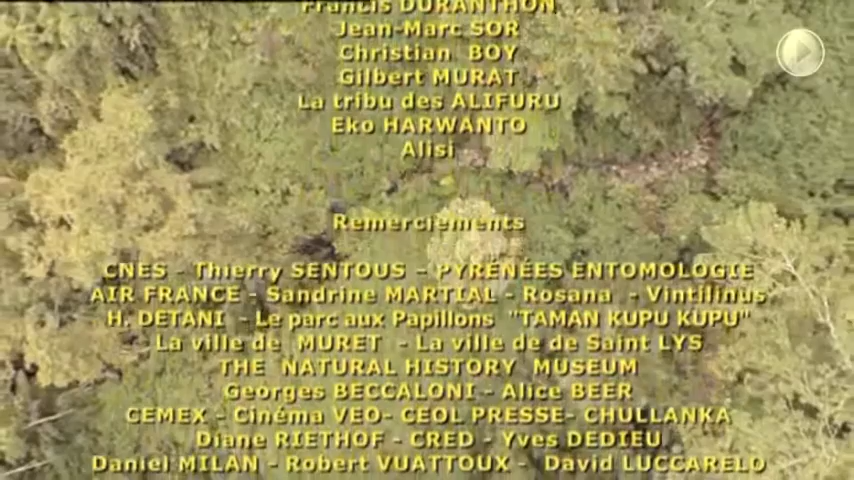 Francis DURANTHON
Jean-Marc SOR
Christian BOY
Gilbert MURAT
La tribu des ALIFURU
Eko HARWANTO
Alisi
Remerciements
CNES - Thierry SENTOUS - PYRÉNÉES ENTOMOLOGIE
AIR FRANCE - Sandrine MARTIAL - Rosana - Vintilinus
H. DETANI - Le parc aux Papillons "TAMAN KUPU KUPU"
La ville de MURET - La ville de de Saint LYS
THE NATURAL HISTORY MUSEUM
Georges BECCALONI - Alice BEER
CEMEX - Cinéma VEO- CEOL PRESSE- CHULLANKA
Diane RIETHOF - CRED - Yves DEDIEU
Daniel MILAN - Robert VUATTOUX - David LUCCARELO